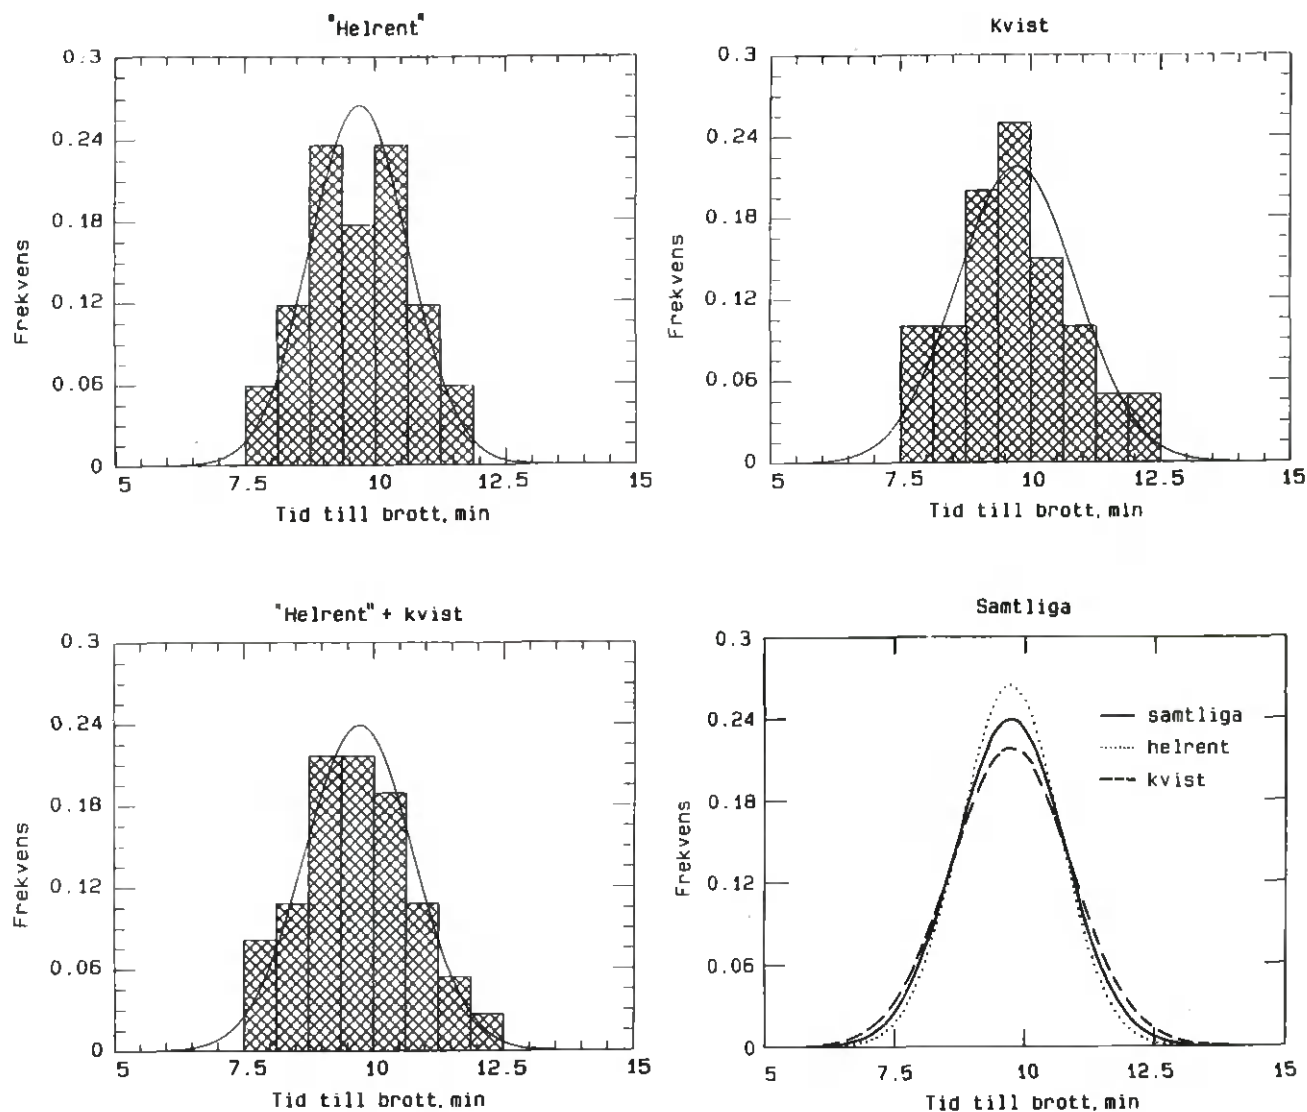 "Helrent"
0.3
0.24
0.18
0.12
0.06
0
Frekvens
5 7.5 10 12.5 15
Tid till brott, min
Kvist
0.3
0.24
0.18
0.12
0.06
0
Frekvens
5 7.5 10 12.5 15
Tid till brott, min
"Helrent" + kvist
0.3
0.24
0.18
0.12
0.06
0
Frekvens
5 7.5 10 12.5 15
Tid till brott, min
Samtliga
0.3
0.24
0.18
0.12
0.06
0
Frekvens
samtliga
helrent
kvist
5 7.5 10 12.5 15
Tid till brott, min